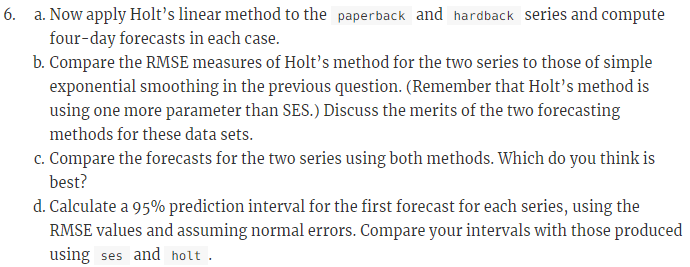 6. a. Now apply Holt’s linear method to the paperback and hardback series and compute
four-day forecasts in each case.
b. Compare the RMSE measures of Holt’s method for the two series to those of simple
exponential smoothing in the previous question. (Remember that Holt’s method is
using one more parameter than SES.) Discuss the merits of the two forecasting
methods for these data sets.
c. Compare the forecasts for the two series using both methods. Which do you think is
best?
d. Calculate a 95% prediction interval for the first forecast for each series, using the
RMSE values and assuming normal errors. Compare your intervals with those produced
using ses and holt .